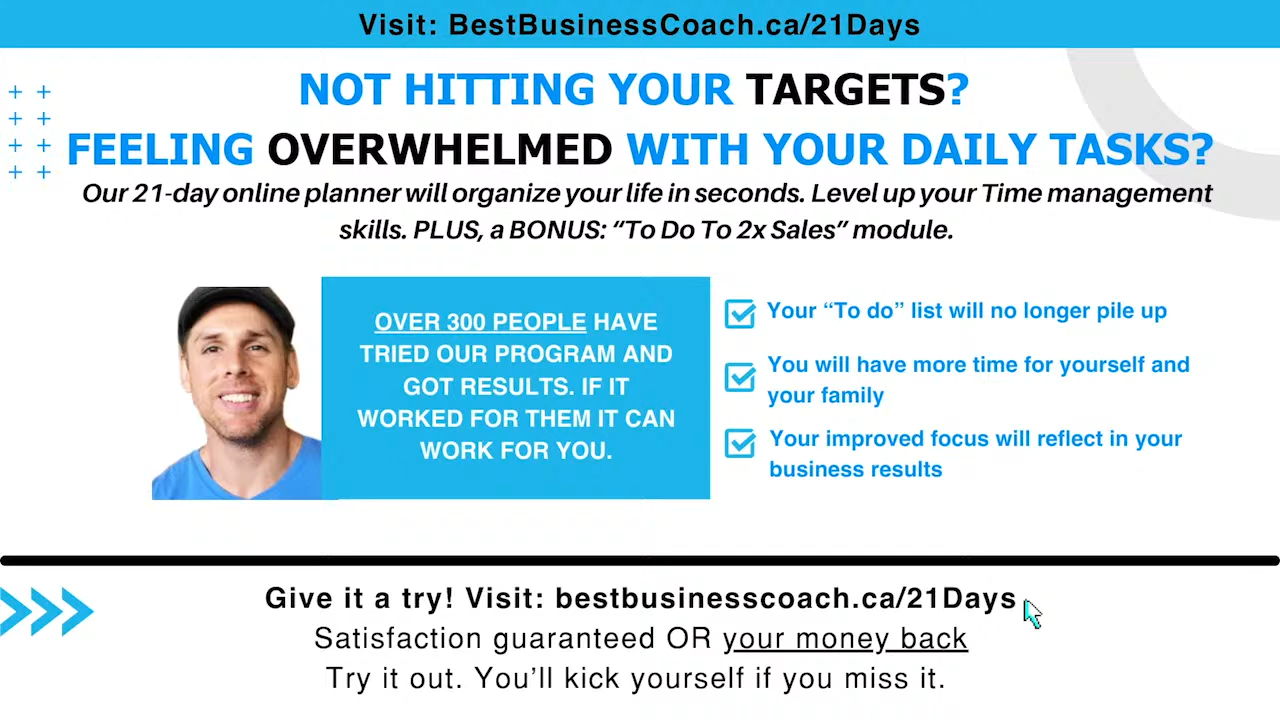 Visit: BestBusinessCoach.ca/21Days
NOT HITTING YOUR TARGETS?
FEELING OVERWHELMED WITH YOUR DAILY TASKS?
Our 21-day online planner will organize your life in seconds. Level up your Time management
skills. PLUS, a BONUS: “To Do To 2x Sales” module.
OVER 300 PEOPLE HAVE
TRIED OUR PROGRAM AND
GOT RESULTS. IF IT
WORKED FOR THEM IT CAN
WORK FOR YOU.
Your “To do” list will no longer pile up
You will have more time for yourself and
your family
Your improved focus will reflect in your
business results
Give it a try! Visit: bestbusinesscoach.ca/21Days
Satisfaction guaranteed OR your money back
Try it out. You’ll kick yourself if you miss it.